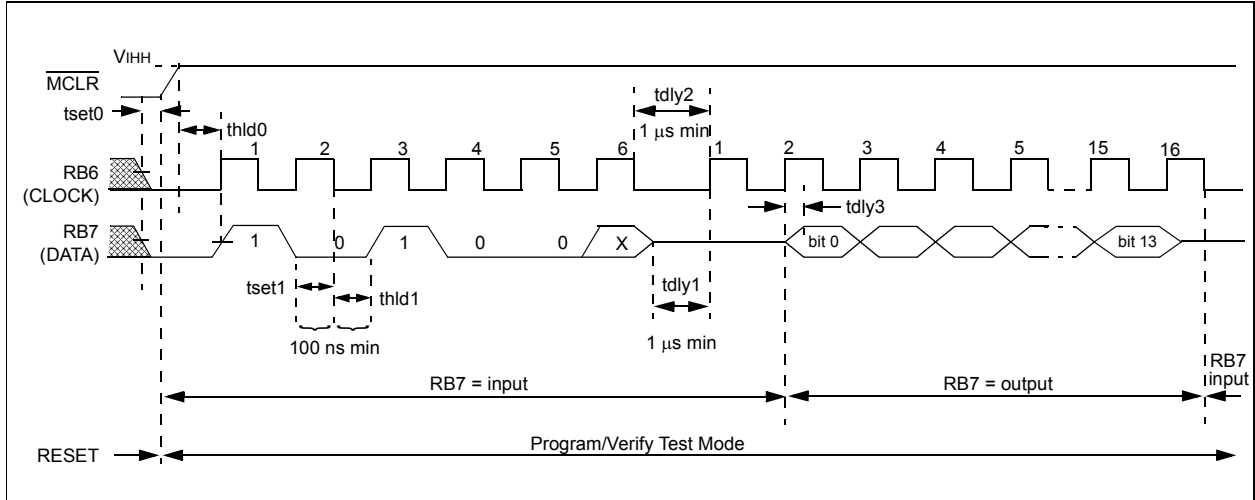 VIHH
MCLR
tset0
thld0
tdly2
1 µs min
1 2 3 4 5 6 1 2 3 4 5 15 16
RB6
(CLOCK)
tdly3
RB7
(DATA)
1 0 1 0 0 X bit 0 bit 13
tset1
thld1
tdly1
100 ns min
1 µs min
RB7 = input
RB7 = output
RB7
input
RESET
Program/Verify Test Mode